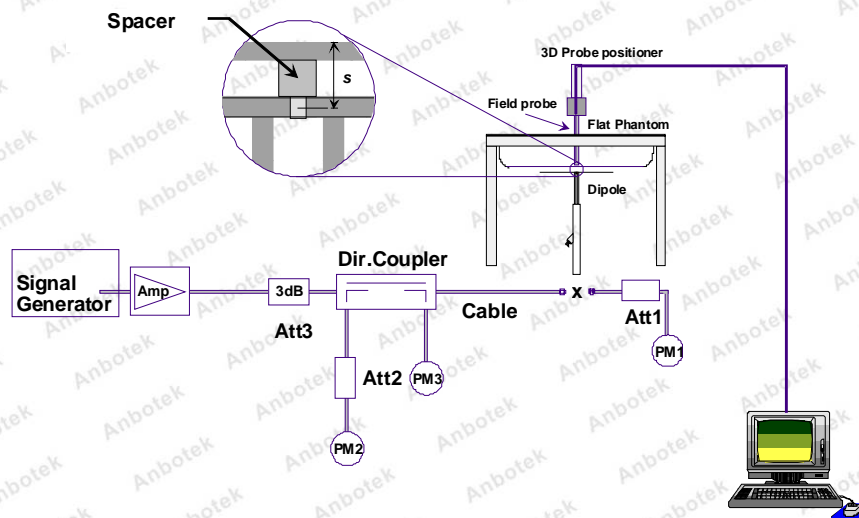 Spacer
s
3D Probe positioner
Field probe
Flat Phantom
Dipole
Signal
Generator
Amp
3dB
Att3
Dir.Coupler
Cable
x
Att1
PM1
Att2
PM3
PM2
Anbotek